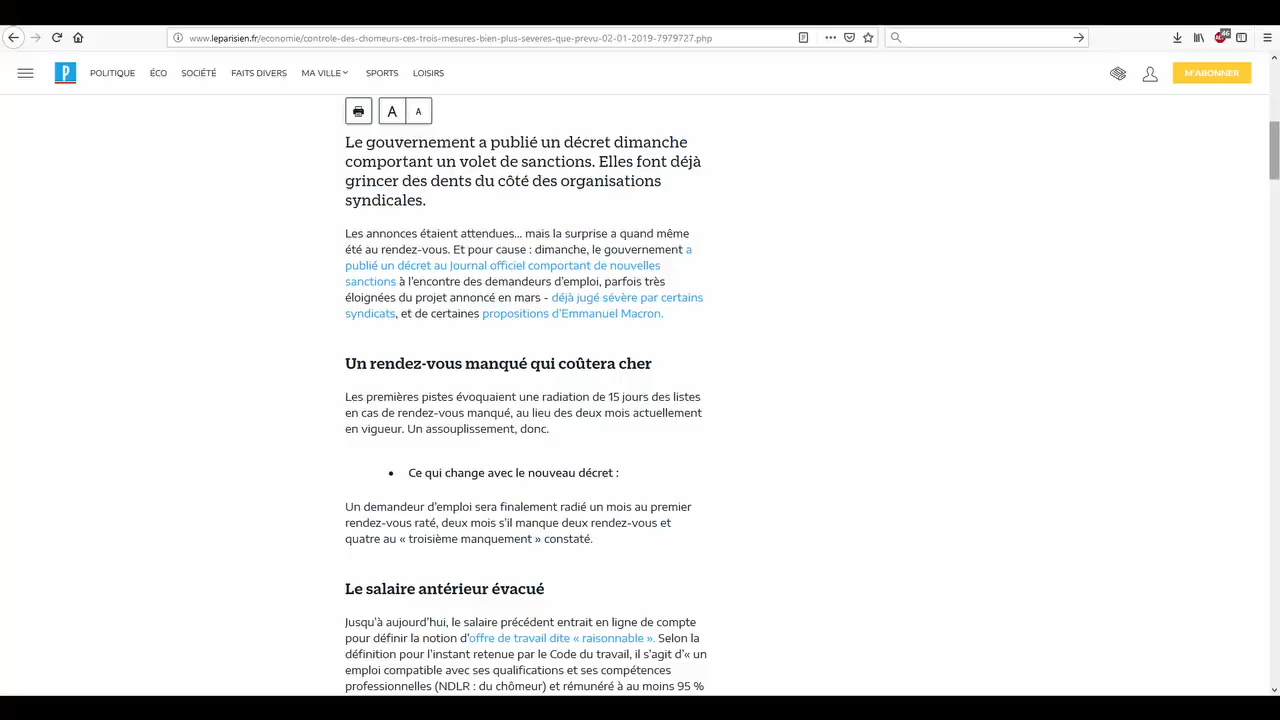 www.leparisien.fr/economie/controle-des-chomeurs-ces-trois-mesures-bien-plus-severes-que-prevu-02-01-2019-7979727.php
46
P POLITIQUE ÉCO SOCIÉTÉ FAITS DIVERS MA VILLE SPORTS LOISIRS M'ABONNER
A A
Le gouvernement a publié un décret dimanche
comportant un volet de sanctions. Elles font déjà
grincer des dents du côté des organisations
syndicales.
Les annonces étaient attendues... mais la surprise a quand même
été au rendez-vous. Et pour cause : dimanche, le gouvernement a
publié un décret au Journal officiel comportant de nouvelles
sanctions à l'encontre des demandeurs d'emploi, parfois très
éloignées du projet annoncé en mars - déjà jugé sévère par certains
syndicats, et de certaines propositions d'Emmanuel Macron.
Un rendez-vous manqué qui coûtera cher
Les premières pistes évoquaient une radiation de 15 jours des listes
en cas de rendez-vous manqué, au lieu des deux mois actuellement
en vigueur. Un assouplissement, donc.
• Ce qui change avec le nouveau décret :
Un demandeur d'emploi sera finalement radié un mois au premier
rendez-vous raté, deux mois s'il manque deux rendez-vous et
quatre au « troisième manquement » constaté.
Le salaire antérieur évacué
Jusqu'à aujourd'hui, le salaire précédent entrait en ligne de compte
pour définir la notion d'offre de travail dite « raisonnable ». Selon la
définition pour l'instant retenue par le Code du travail, il s'agit d'« un
emploi compatible avec ses qualifications et ses compétences
professionnelles (NDLR : du chômeur) et rémunéré à au moins 95 %